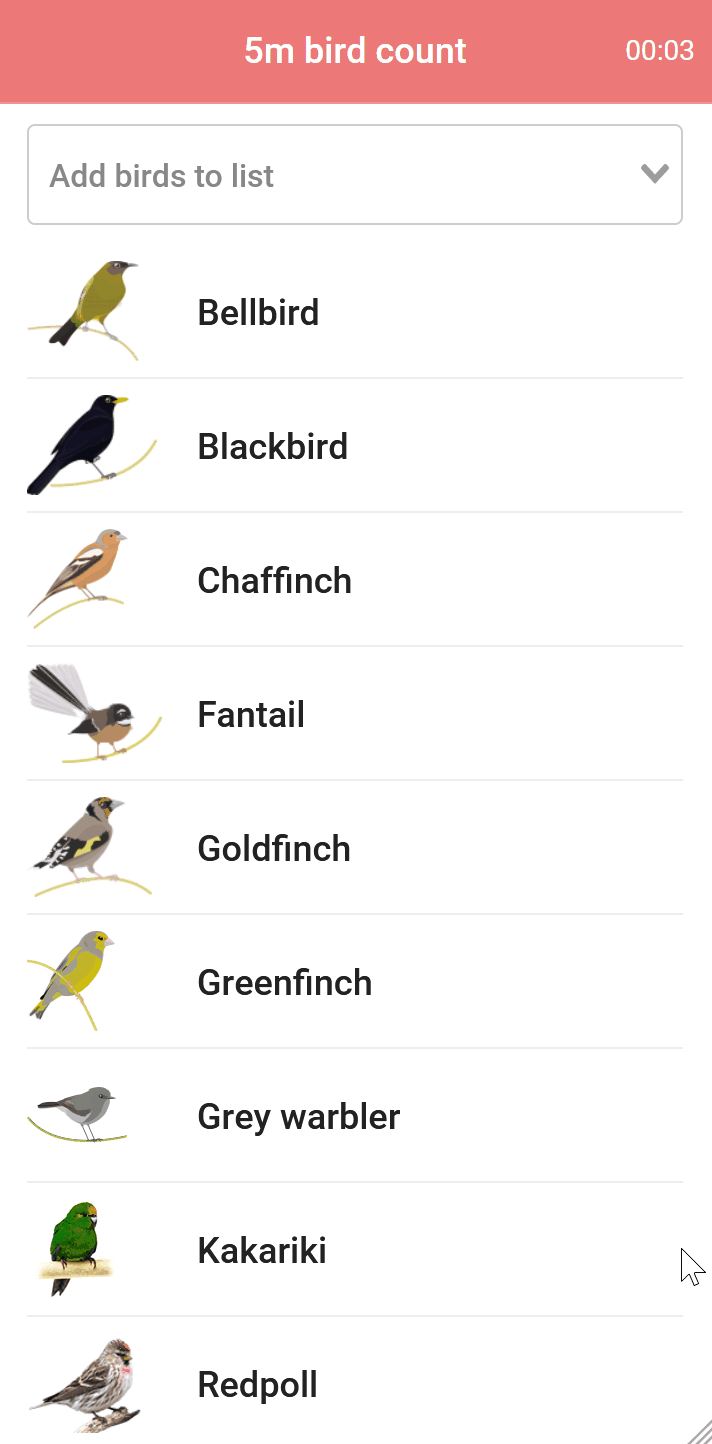 5m bird count 00:03
Add birds to list
Bellbird
Blackbird
Chaffinch
Fantail
Goldfinch
Greenfinch
Grey warbler
Kakariki
Redpoll